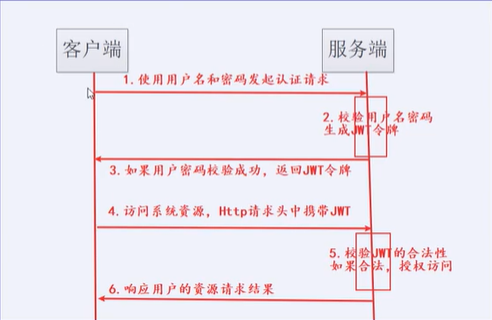 客户端
服务端
1.使用用户名和密码发起认证请求
2.校验用户名密码
生成JWT令牌
3.如果用户密码校验成功，返回JWT令牌
4.访问系统资源，Http请求头中携带JWT
5.校验JWT的合法性
如果合法，授权访问
6.响应用户的资源请求结果